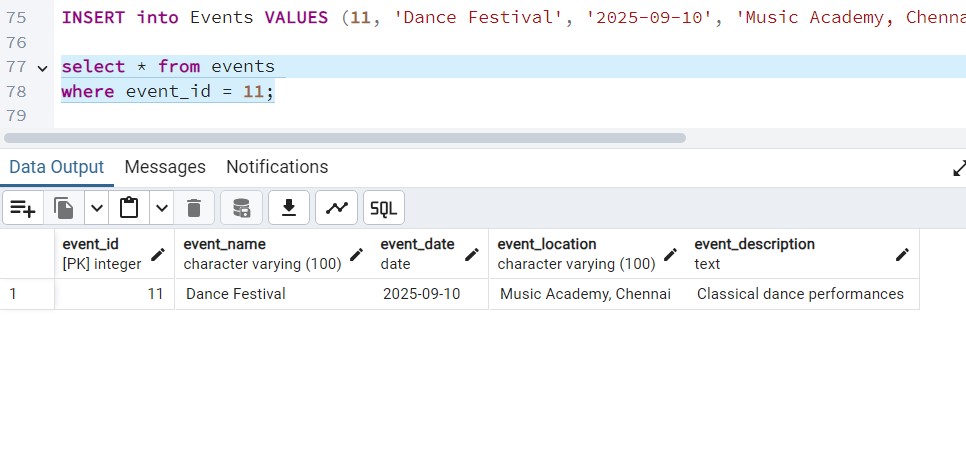 75 INSERT into Events VALUES (11, 'Dance Festival', '2025-09-10', 'Music Academy, Chenna
76
77 select * from events
78 where event_id = 11;
79
Data Output Messages Notifications
SQL
event_id event_name event_date event_location event_description
[PK] integer character varying (100) date character varying (100) text
1 11 Dance Festival 2025-09-10 Music Academy, Chennai Classical dance performances